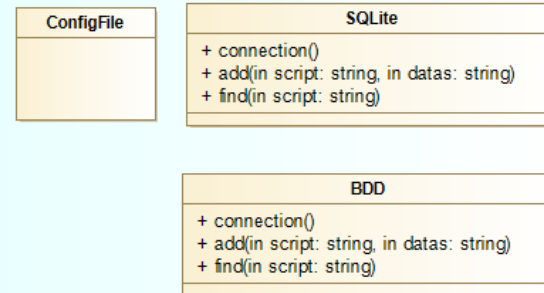 ConfigFile
SQLite
+ connection()
+ add(in script: string, in datas: string)
+ find(in script: string)
BDD
+ connection()
+ add(in script: string, in datas: string)
+ find(in script: string)